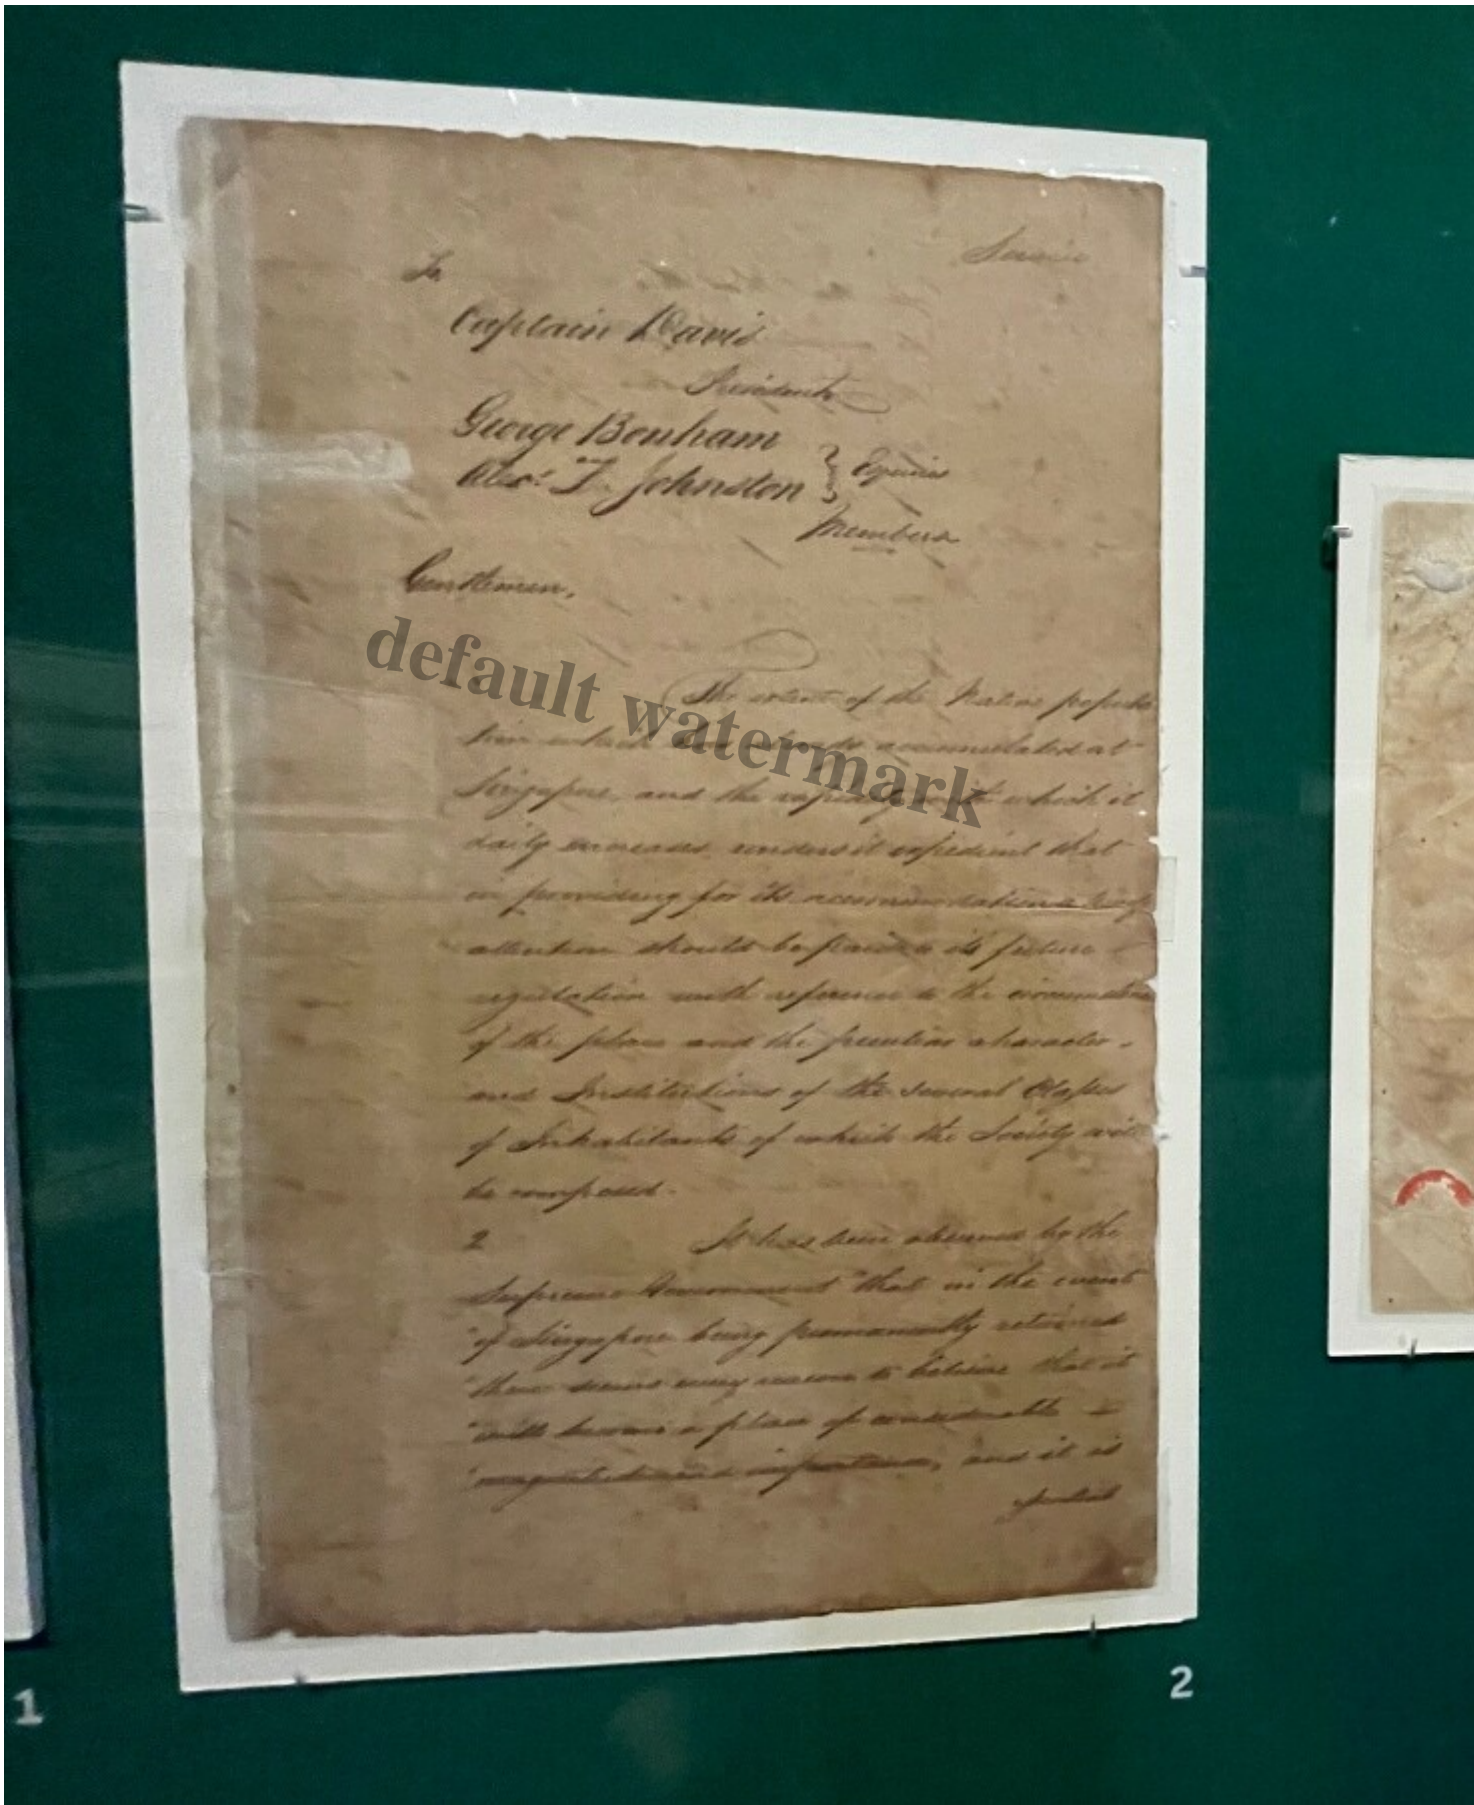 To
Captain Davis
President
George Bonham
and
Alexr. L. Johnston } Esquires
Members
Gentlemen,
default watermark
The extent of the Native popula
tion which has already accumulated at
Singapore, and the rapidity with which it
daily increases renders it expedient that
in providing for its accommodation a
attention should be paid to its future
regulation with reference to the circumstances
of the place and the peculiar character
and Institutions of the several Classes
of Inhabitants of which the Society will
be composed.
2 It has been observed by the
Supreme Government "that in the event
"of Singapore being permanently retained
"there seems every reason to believe that it
"will become a place of considerable
"magnitude and importance, and it is
1
2